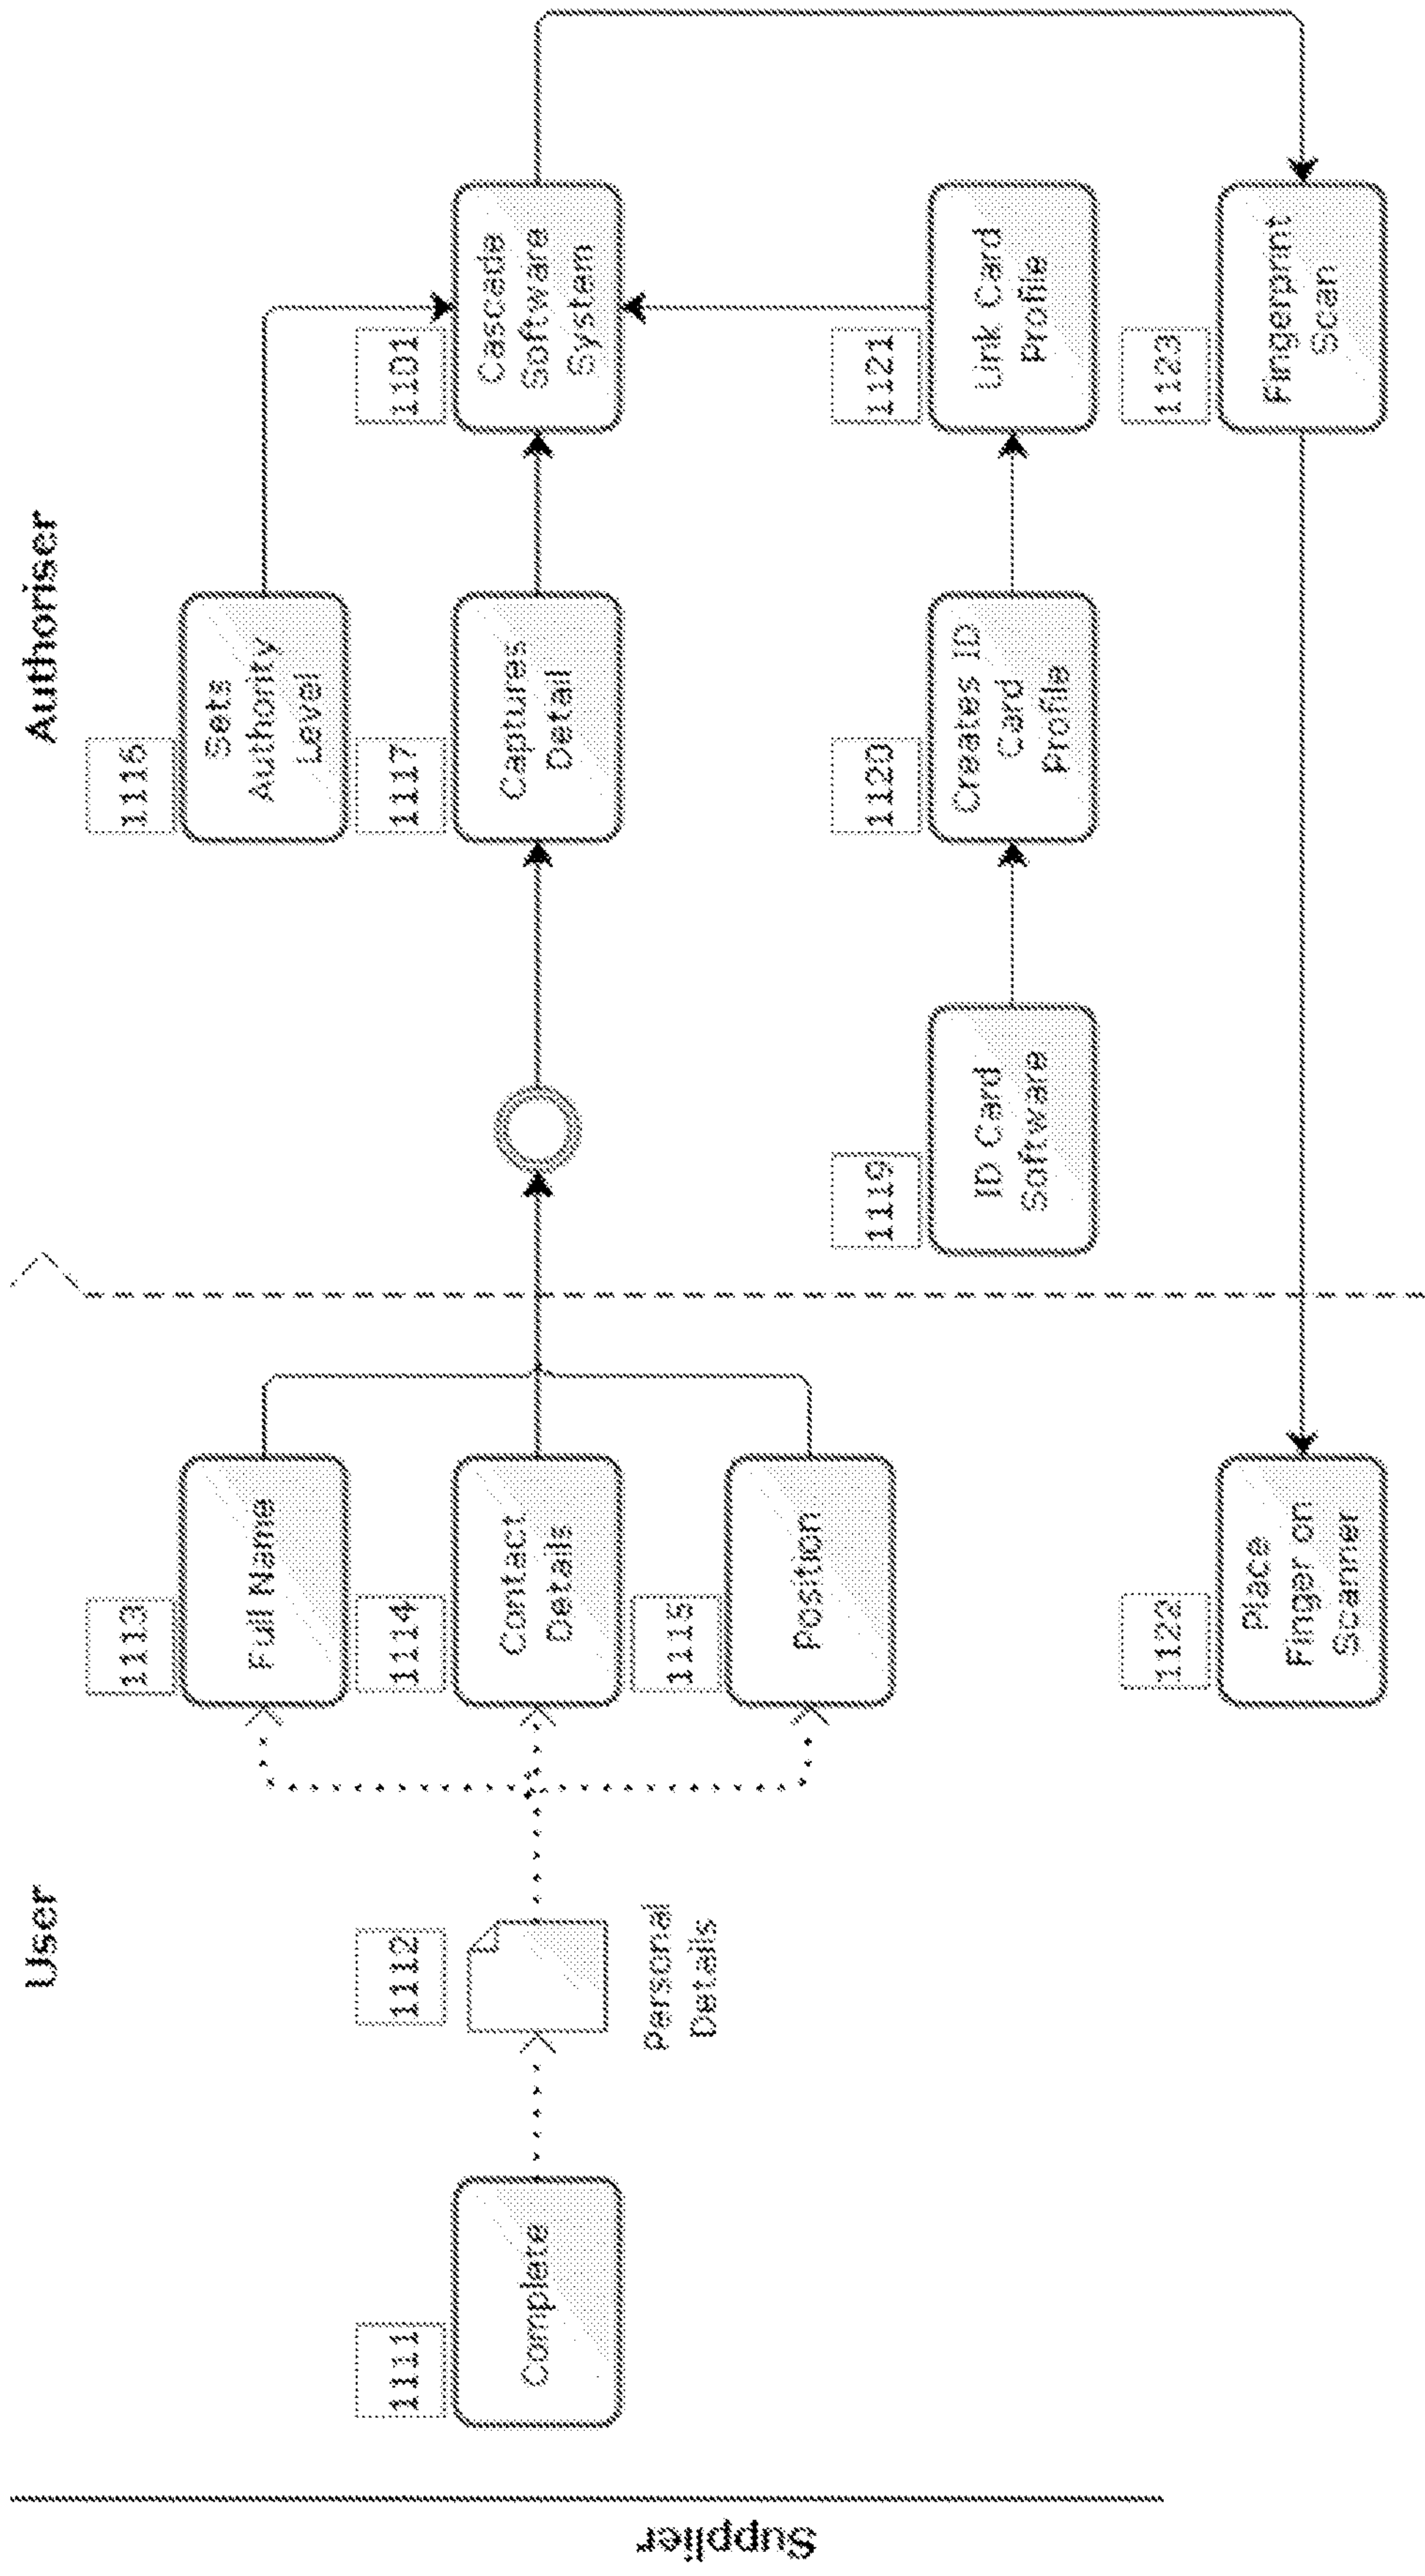 Supplier
User
Authoriser
1111
Complete
1112
Personal
Details
1113
Full Name
1114
Contact
Details
1115
Position
1116
Sets
Authority
Level
1117
Captures
Detail
1101
Cascade
Software
System
1119
ID Card
Software
1120
Creates ID
Card
Profile
1121
Link Card
Profile
1122
Place
Finger on
Scanner
1123
Fingerprint
Scan